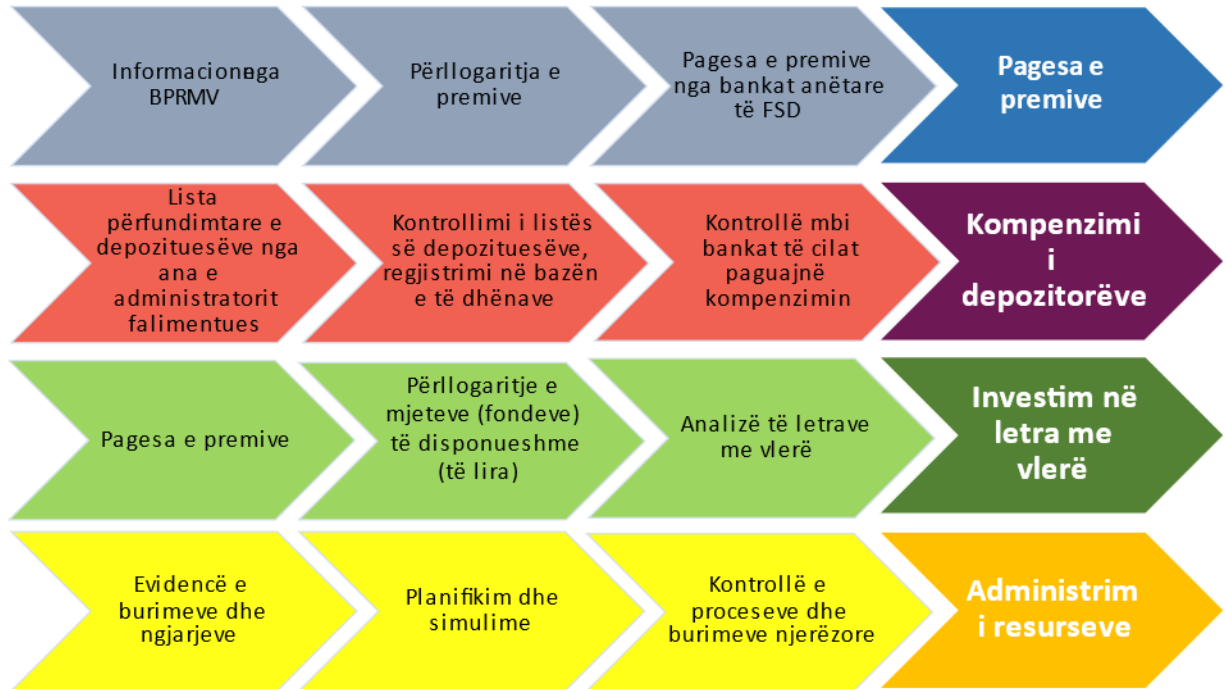 Informacione nga
BPRMV
Përllogaritja e
premive
Pagesa e premive
nga bankat anëtare
të FSD
Pagesa e
premive
Lista
përfundimtare e
depozituesëve nga
ana e
administratorit
falimentues
Kontrollimi i listës
së depozituesëve,
regjistrimi në bazën
e të dhënave
Kontrollë mbi
bankat të cilat
paguajnë
kompenzimin
Kompenzimi
i
depozitorëve
Pagesa e premive
Përllogaritje e
mjeteve (fondeve)
të disponueshme
(të lira)
Analizë të letrave
me vlerë
Investim në
letra me
vlerë
Evidencë e
burimeve dhe
ngjarjeve
Planifikim dhe
simulime
Kontrollë e
proceseve dhe
burimeve njerëzore
Administrim
i resurseve